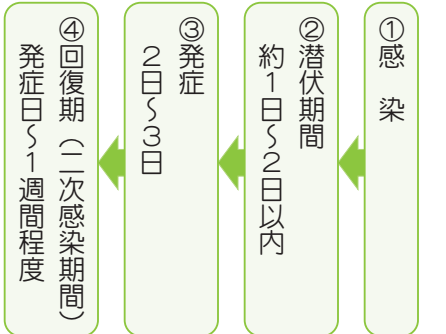 ①感　染
②潜伏期間
約１日〜２日以内
③発症
２日〜３日
④回復期（二次感染期間）
発症日〜１週間程度